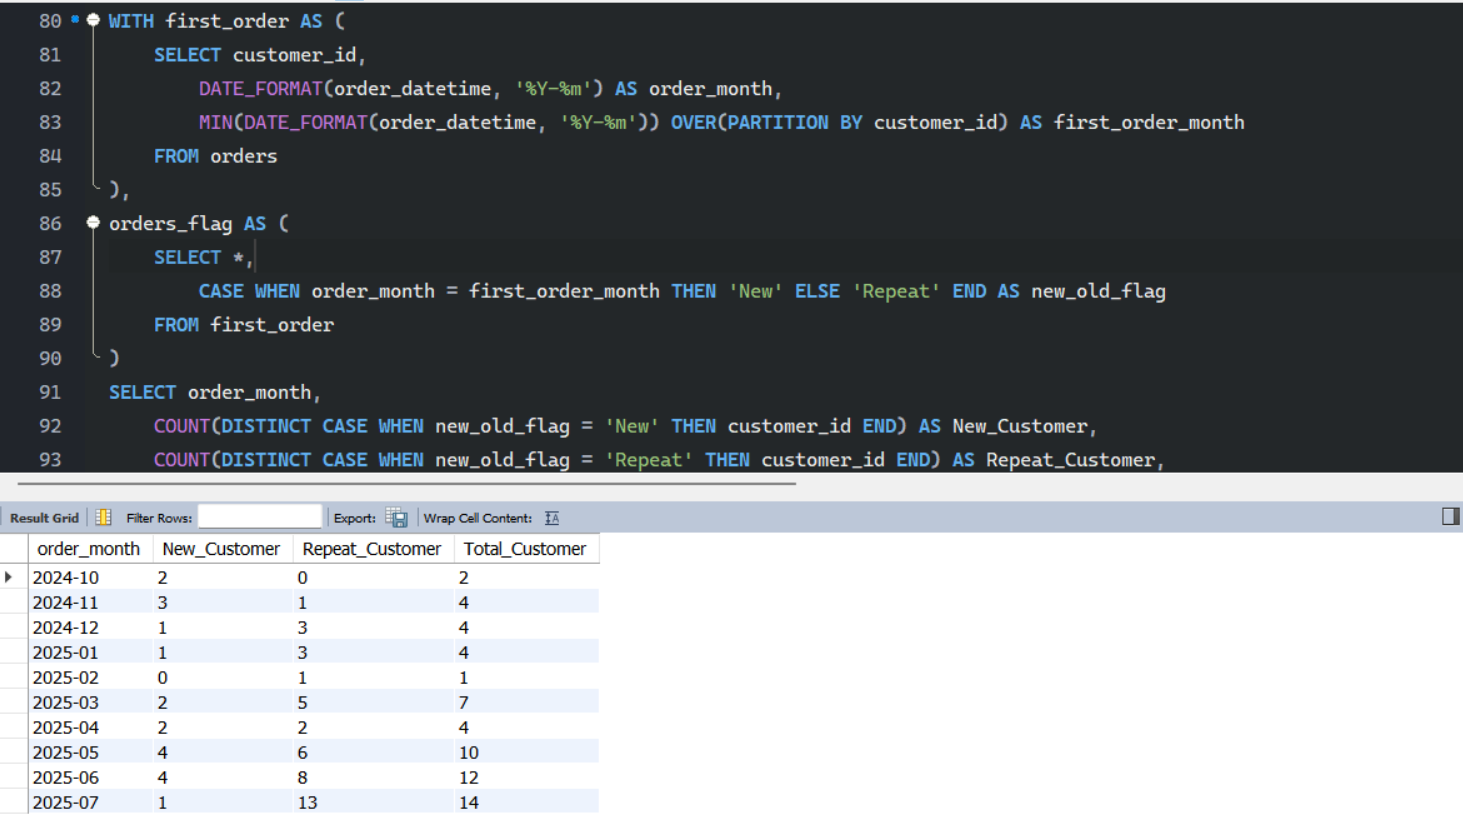 80 WITH first_order AS (
81 SELECT customer_id,
82 DATE_FORMAT(order_datetime, '%Y-%m') AS order_month,
83 MIN(DATE_FORMAT(order_datetime, '%Y-%m')) OVER(PARTITION BY customer_id) AS first_order_month
84 FROM orders
85 ),
86 orders_flag AS (
87 SELECT *,
88 CASE WHEN order_month = first_order_month THEN 'New' ELSE 'Repeat' END AS new_old_flag
89 FROM first_order
90 )
91 SELECT order_month,
92 COUNT(DISTINCT CASE WHEN new_old_flag = 'New' THEN customer_id END) AS New_Customer,
93 COUNT(DISTINCT CASE WHEN new_old_flag = 'Repeat' THEN customer_id END) AS Repeat_Customer,
Result Grid Filter Rows: Export: Wrap Cell Content:
order_month New_Customer Repeat_Customer Total_Customer
2024-10 2 0 2
2024-11 3 1 4
2024-12 1 3 4
2025-01 1 3 4
2025-02 0 1 1
2025-03 2 5 7
2025-04 2 2 4
2025-05 4 6 10
2025-06 4 8 12
2025-07 1 13 14